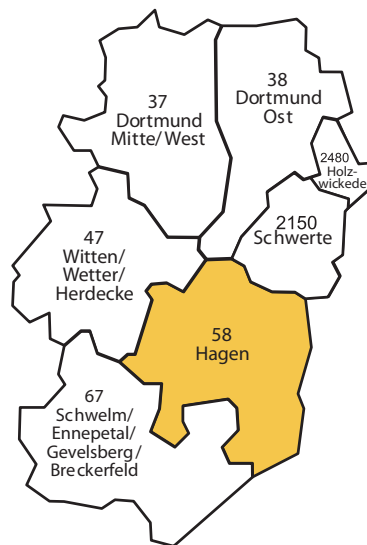 37
Dortmund
Mitte/West
38
Dortmund
Ost
2480
Holz-
wickede
2150
Schwerte
47
Witten/
Wetter/
Herdecke
58
Hagen
67
Schwelm/
Ennepetal/
Gevelsberg/
Breckerfeld